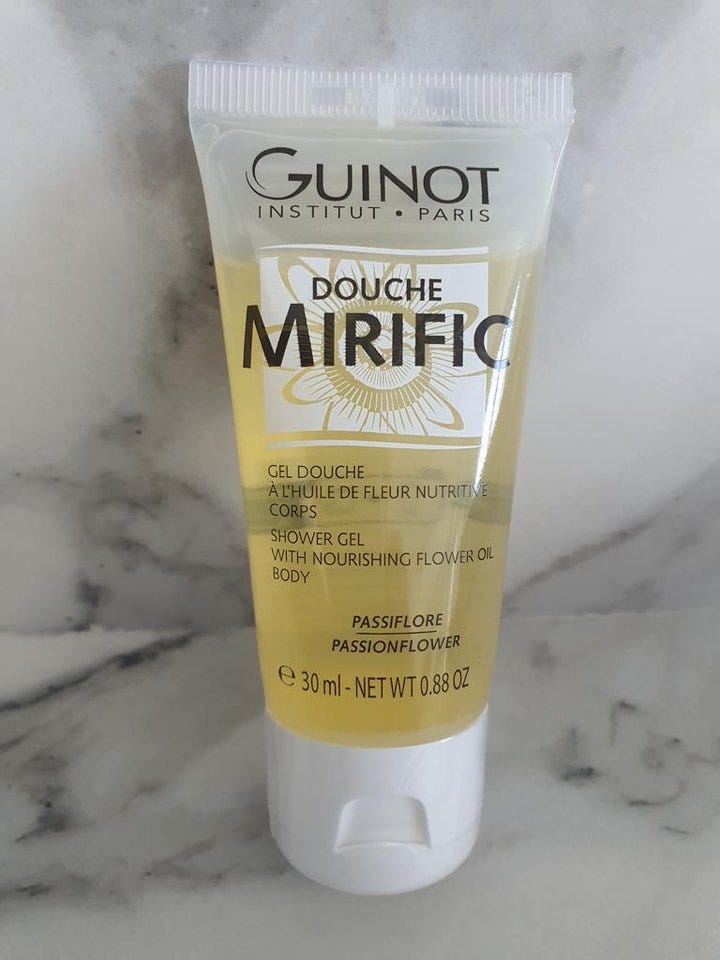 GUINOT
INSTITUT • PARIS
DOUCHE
MIRIFIC
GEL DOUCHE
À L'HUILE DE FLEUR NUTRITIVE
CORPS
SHOWER GEL
WITH NOURISHING FLOWER OIL
BODY
PASSIFLORE
PASSIONFLOWER
℮ 30 ml - NET WT 0.88 OZ